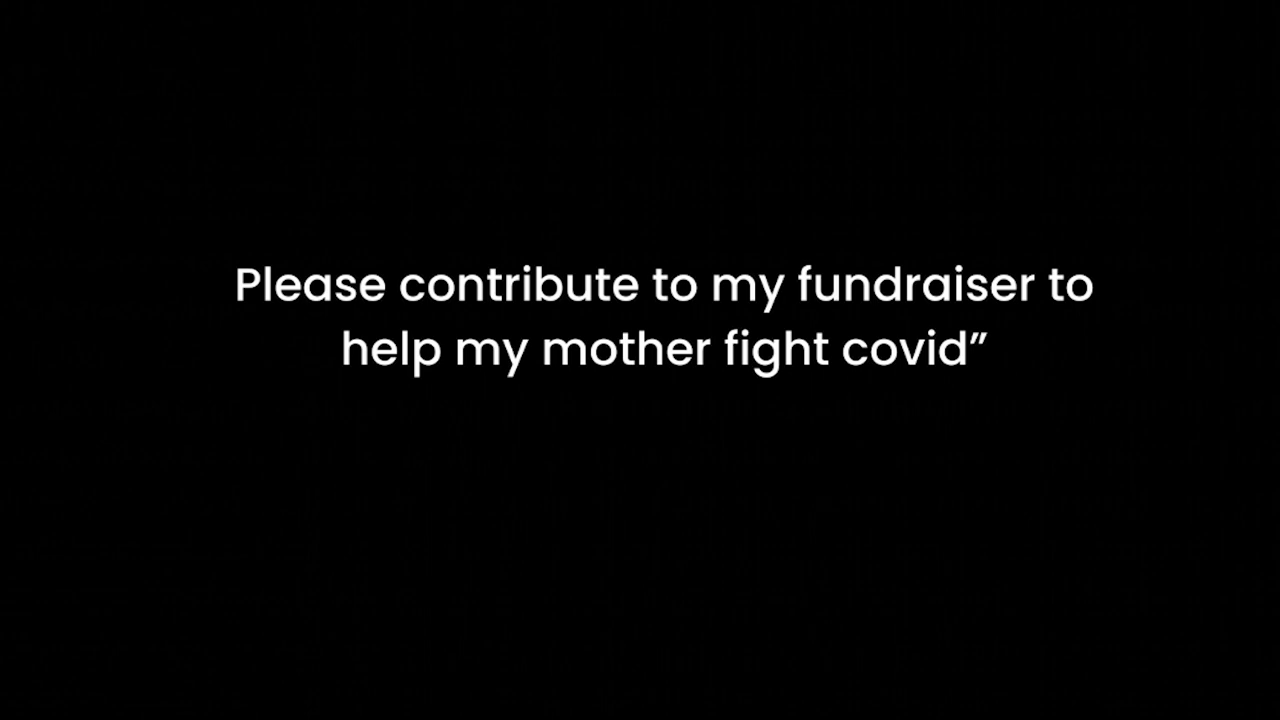 Please contribute to my fundraiser to
help my mother fight covid”